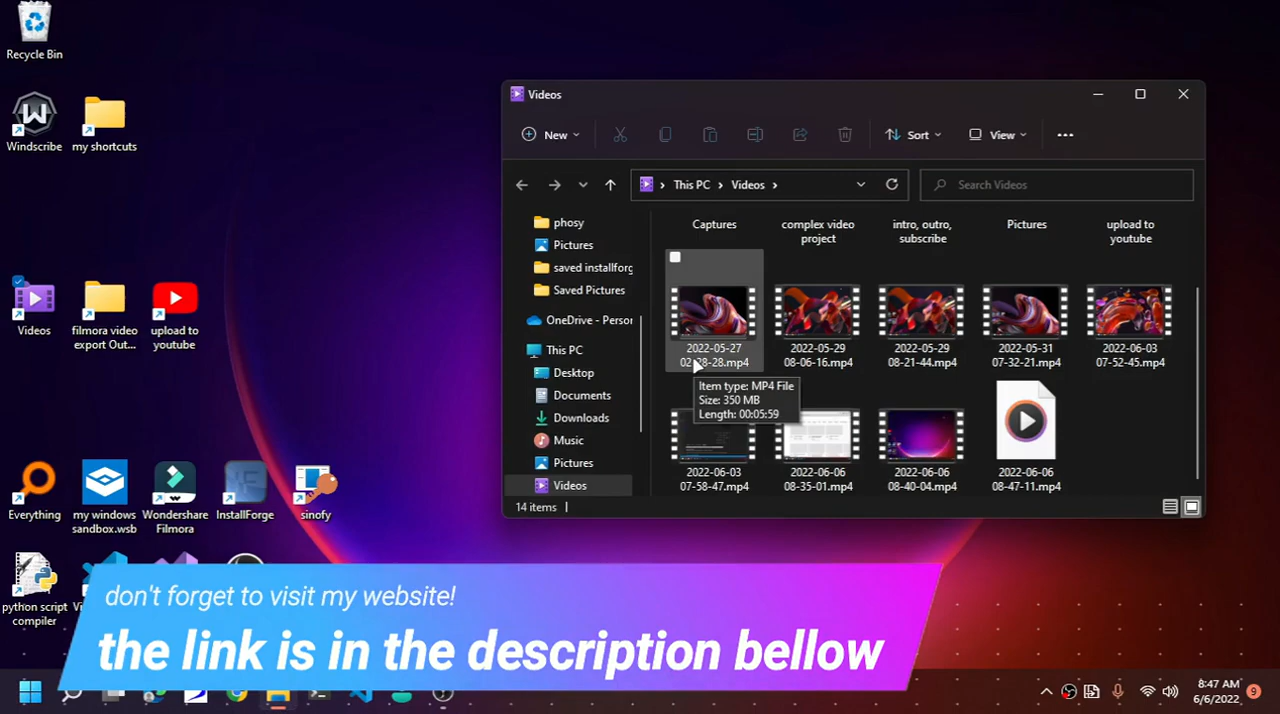 Recycle Bin
Windscribe
my shortcuts
Videos
filmora video
export Out...
upload to
youtube
Everything
my windows
sandbox.wsb
Wondershare
Filmora
InstallForge
sinofy
python script
compiler
Videos
New
Sort
View
This PC
Videos
Search Videos
phosy
Pictures
saved installforg
Saved Pictures
OneDrive - Person
This PC
Desktop
Documents
Downloads
Music
Pictures
Videos
Captures
complex video
project
intro, outro,
subscribe
Pictures
upload to
youtube
2022-05-27
2022-05-29
08-06-16.mp4
2022-05-29
08-21-44.mp4
2022-05-31
07-32-21.mp4
2022-06-03
07-52-45.mp4
Item type: MP4 File
Size: 350 MB
Length: 00:05:59
2022-06-03
07-58-47.mp4
2022-06-06
08-35-01.mp4
2022-06-06
08-40-04.mp4
2022-06-06
08-47-11.mp4
14 items
don't forget to visit my website!
the link is in the description bellow
8:47 AM
6/6/2022
9